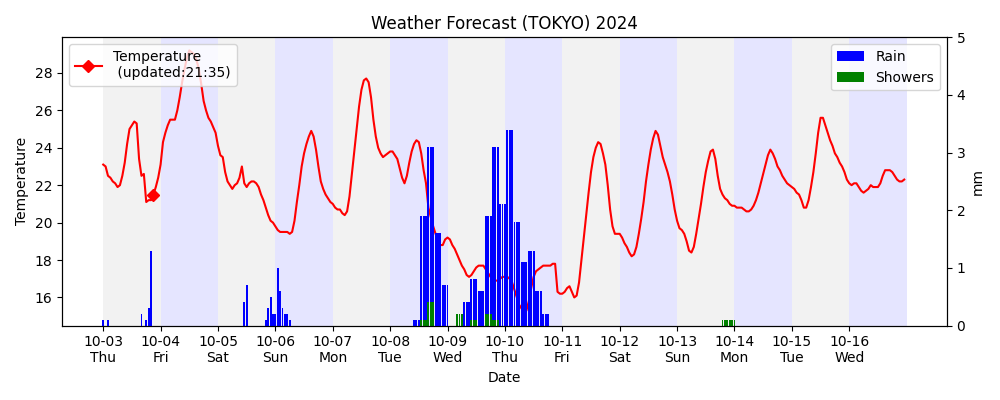 Weather Forecast (TOKYO) 2024
Temperature
(updated:21:35)
Rain
Showers
Temperature
28
26
24
22
20
18
16
5
4
3
2
1
0
mm
10-03 10-04 10-05 10-06 10-07 10-08 10-09 10-10 10-11 10-12 10-13 10-14 10-15 10-16
Thu Fri Sat Sun Mon Tue Wed Thu Fri Sat Sun Mon Tue Wed
Date